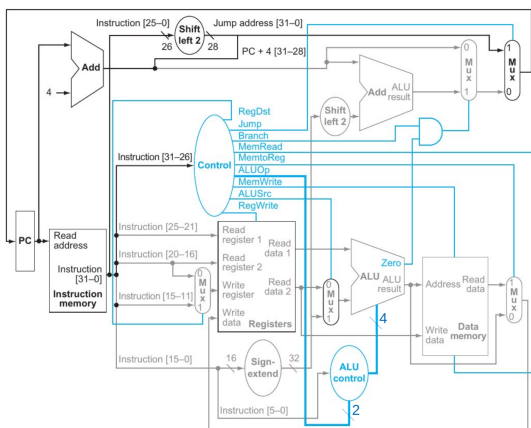 Instruction [25–0]
Shift
left 2
Jump address [31–0]
26
28
PC + 4 [31–28]
Add
4
0
M
u
x
1
1
M
u
x
0
Add
ALU
result
Shift
left 2
RegDst
Jump
Branch
MemRead
MemtoReg
ALUOp
MemWrite
ALUSrc
RegWrite
Instruction [31–26]
Control
PC
Read
address
Instruction
[31–0]
Instruction
memory
Instruction [25–21]
Instruction [20–16]
Instruction [15–11]
0
M
u
x
1
Read
register 1
Read
register 2
Write
register
Write
data
Read
data 1
Read
data 2
Registers
0
M
u
x
1
Zero
ALU
ALU
result
Address
Read
data
Write
data
Data
memory
1
M
u
x
0
Instruction [15–0]
16
Sign-
extend
32
ALU
control
4
2
Instruction [5–0]